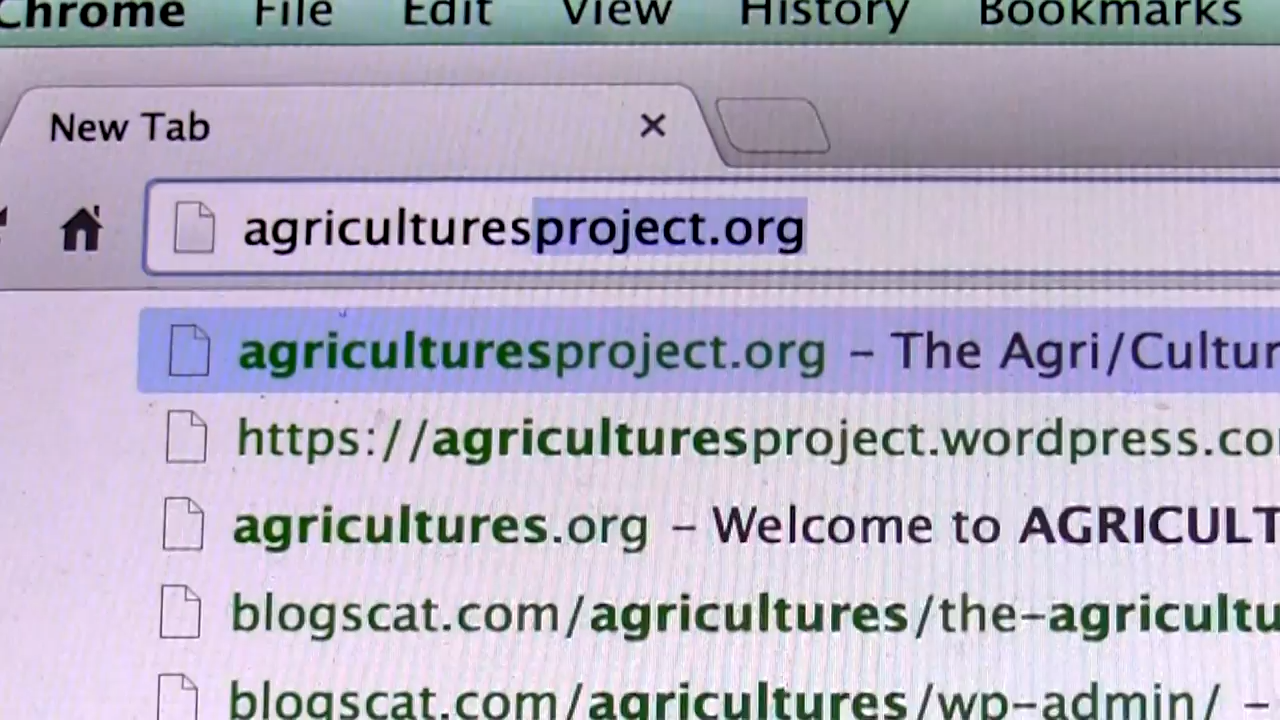 Chrome File Edit View History Bookmarks
New Tab
agriculturesproject.org
agriculturesproject.org – The Agri/Cultur
https://agriculturesproject.wordpress.co
agricultures.org – Welcome to AGRICULT
blogscat.com/agricultures/the-agricultu
blogscat.com/agricultures/wp-admin/ –